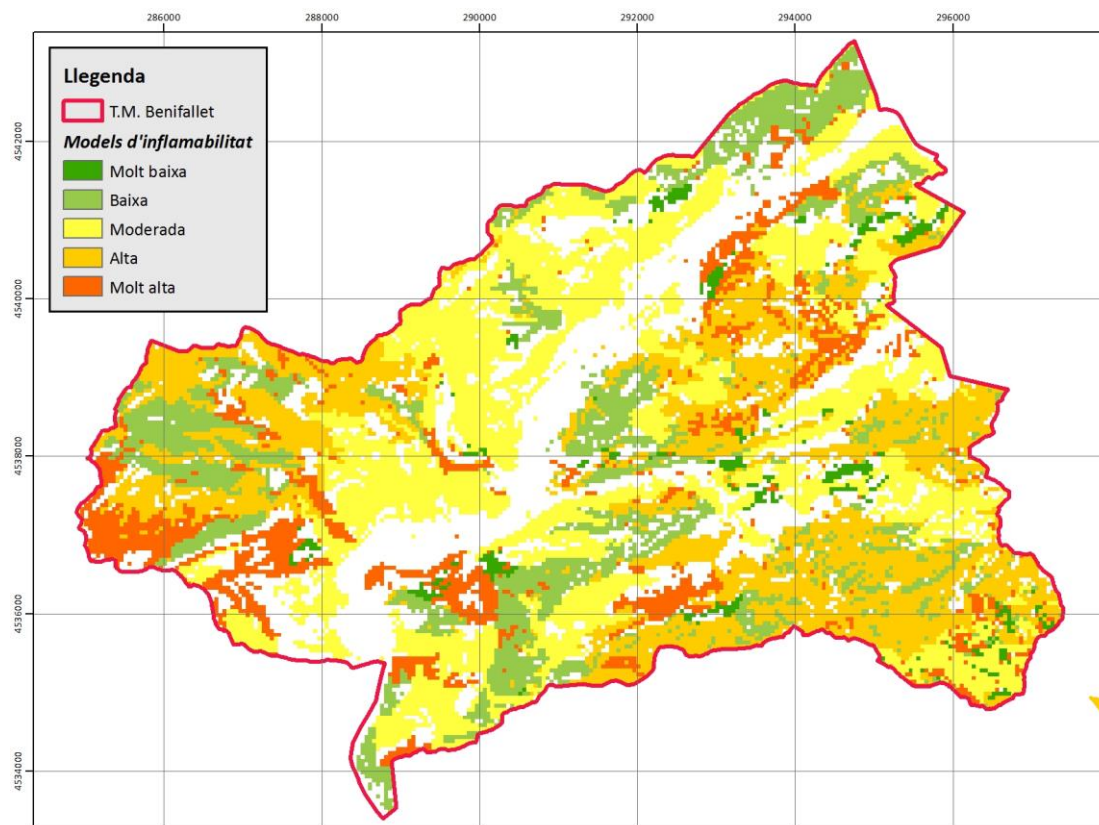 286000
288000
290000
292000
294000
296000
Llegenda
T.M. Benifallet
Models d'inflamabilitat
Molt baixa
Baixa
Moderada
Alta
Molt alta
4542000
4540000
4538000
4536000
4534000